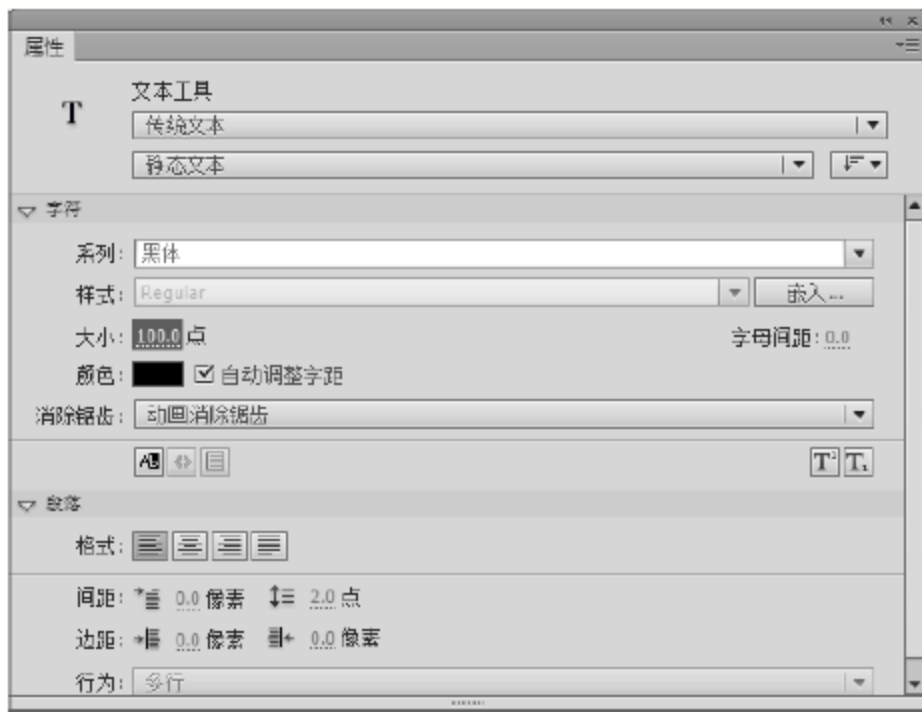 属性
T
文本工具
传统文本
静态文本
字符
系列: 黑体
样式: Regular 嵌入...
大小: 100.0 点 字母间距: 0.0
颜色: 自动调整字距
消除锯齿: 动画消除锯齿
T² T₁
段落
格式:
间距: 0.0 像素 2.0 点
边距: 0.0 像素 0.0 像素
行为: 多行